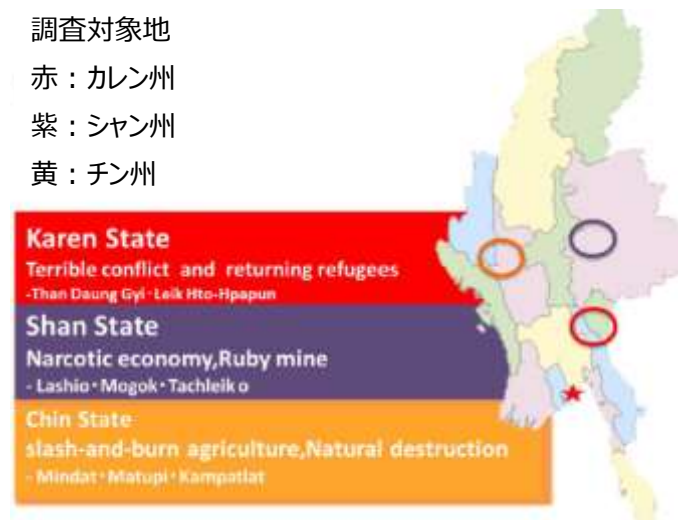 調査対象地
赤：カレン州
紫：シャン州
黄：チン州
Karen State
Terrible conflict and returning refugees
-Than Daung Gyi・Leik Hto-Hpapun
Shan State
Narcotic economy,Ruby mine
- Lashio・Mogok・Tachleik o
Chin State
slash-and-burn agriculture,Natural destruction
- Mindat・Matupi・Kampatlat